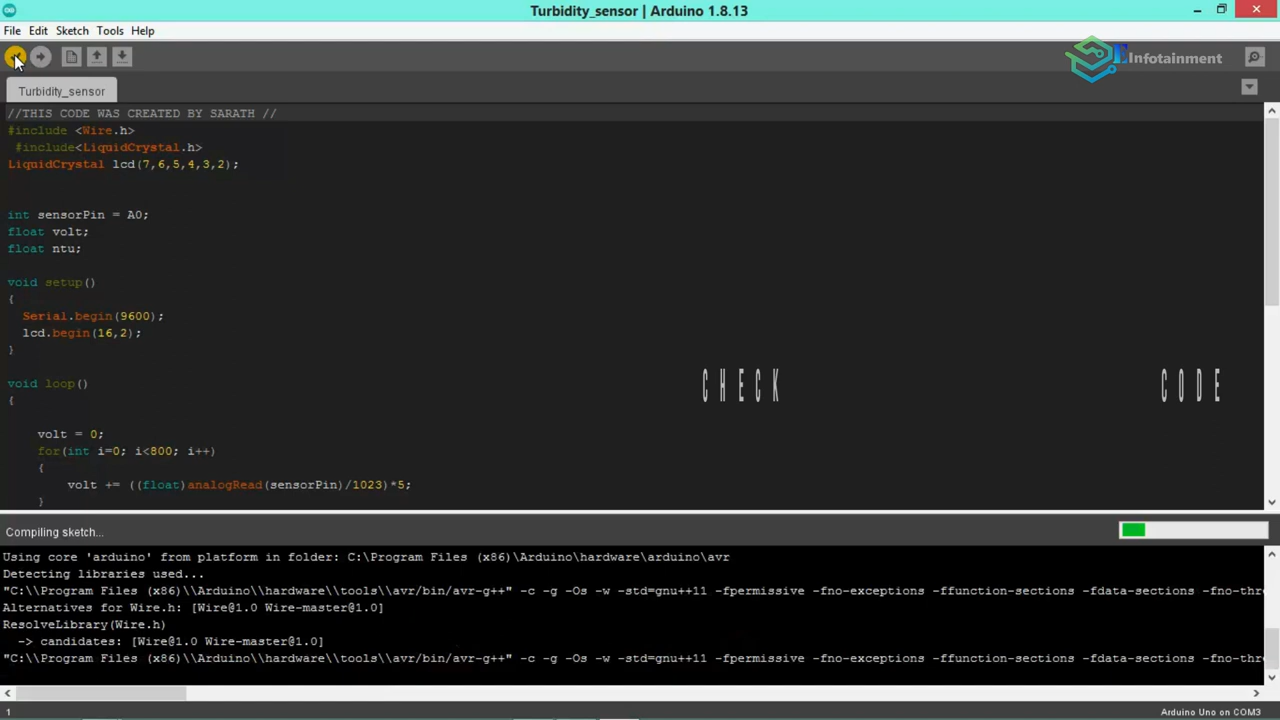 Turbidity_sensor | Arduino 1.8.13
File Edit Sketch Tools Help
E Infotainment
Turbidity_sensor
//THIS CODE WAS CREATED BY SARATH //
#include <Wire.h>
#include<LiquidCrystal.h>
LiquidCrystal lcd(7,6,5,4,3,2);
int sensorPin = A0;
float volt;
float ntu;
void setup()
{
Serial.begin(9600);
lcd.begin(16,2);
}
void loop()
{
CHECK CODE
volt = 0;
for(int i=0; i<800; i++)
{
volt += ((float)analogRead(sensorPin)/1023)*5;
}
Compiling sketch...
Using core 'arduino' from platform in folder: C:\Program Files (x86)\Arduino\hardware\arduino\avr
Detecting libraries used...
"C:\\Program Files (x86)\\Arduino\\hardware\\tools\\avr/bin/avr-g++" -c -g -Os -w -std=gnu++11 -fpermissive -fno-exceptions -ffunction-sections -fdata-sections -fno-thre
Alternatives for Wire.h: [Wire@1.0 Wire-master@1.0]
ResolveLibrary(Wire.h)
-> candidates: [Wire@1.0 Wire-master@1.0]
"C:\\Program Files (x86)\\Arduino\\hardware\\tools\\avr/bin/avr-g++" -c -g -Os -w -std=gnu++11 -fpermissive -fno-exceptions -ffunction-sections -fdata-sections -fno-thre
1 Arduino Uno on COM3